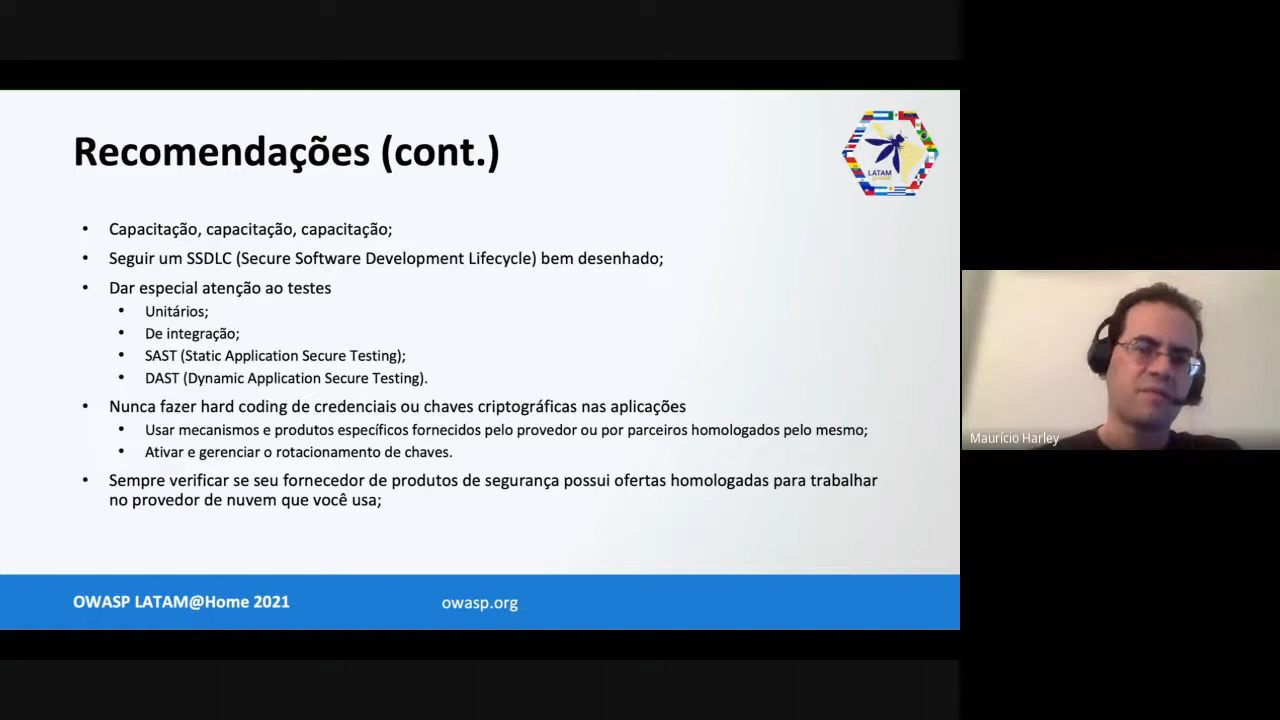 Recomendações (cont.)
LATAM
@HOME
• Capacitação, capacitação, capacitação;
• Seguir um SSDLC (Secure Software Development Lifecycle) bem desenhado;
• Dar especial atenção ao testes
• Unitários;
• De integração;
• SAST (Static Application Secure Testing);
• DAST (Dynamic Application Secure Testing).
• Nunca fazer hard coding de credenciais ou chaves criptográficas nas aplicações
• Usar mecanismos e produtos específicos fornecidos pelo provedor ou por parceiros homologados pelo mesmo;
• Ativar e gerenciar o rotacionamento de chaves.
• Sempre verificar se seu fornecedor de produtos de segurança possui ofertas homologadas para trabalhar
no provedor de nuvem que você usa;
OWASP LATAM@Home 2021
owasp.org
Maurício Harley